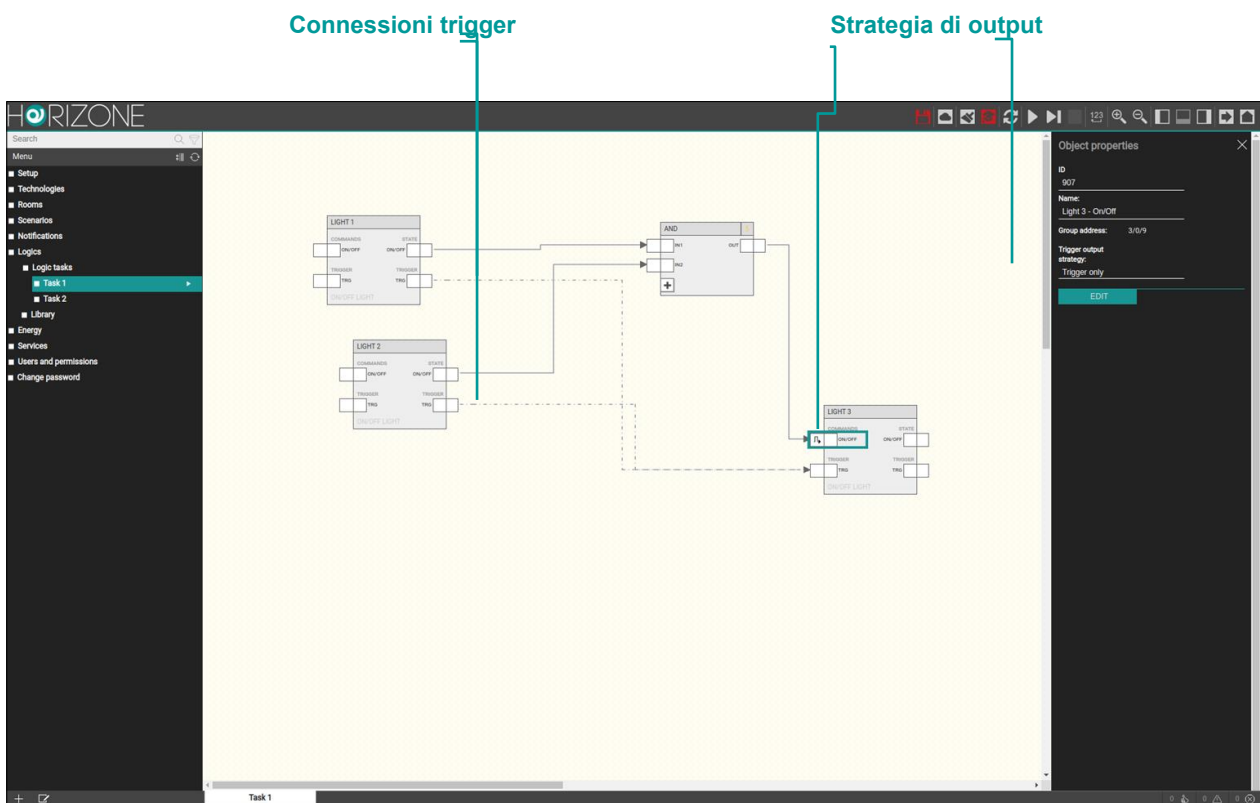 Connessioni trigger
Strategia di output
HORIZONE
123
Search
Menu
Setup
Technologies
Rooms
Scenarios
Notifications
Logics
Logic tasks
Task 1
Task 2
Library
Energy
Services
Users and permissions
Change password
LIGHT 1
COMMANDS STATE
ON/OFF ON/OFF
TRIGGER TRIGGER
TRG TRG
ON/OFF LIGHT
LIGHT 2
COMMANDS STATE
ON/OFF ON/OFF
TRIGGER TRIGGER
TRG TRG
ON/OFF LIGHT
AND
IN1 OUT
IN2
LIGHT 3
COMMANDS STATE
ON/OFF ON/OFF
TRIGGER TRIGGER
TRG TRG
ON/OFF LIGHT
Object properties
ID
907
Name:
Light 3 - On/Off
Group address: 3/0/9
Trigger output
strategy:
Trigger only
EDIT
Task 1
0 0 0